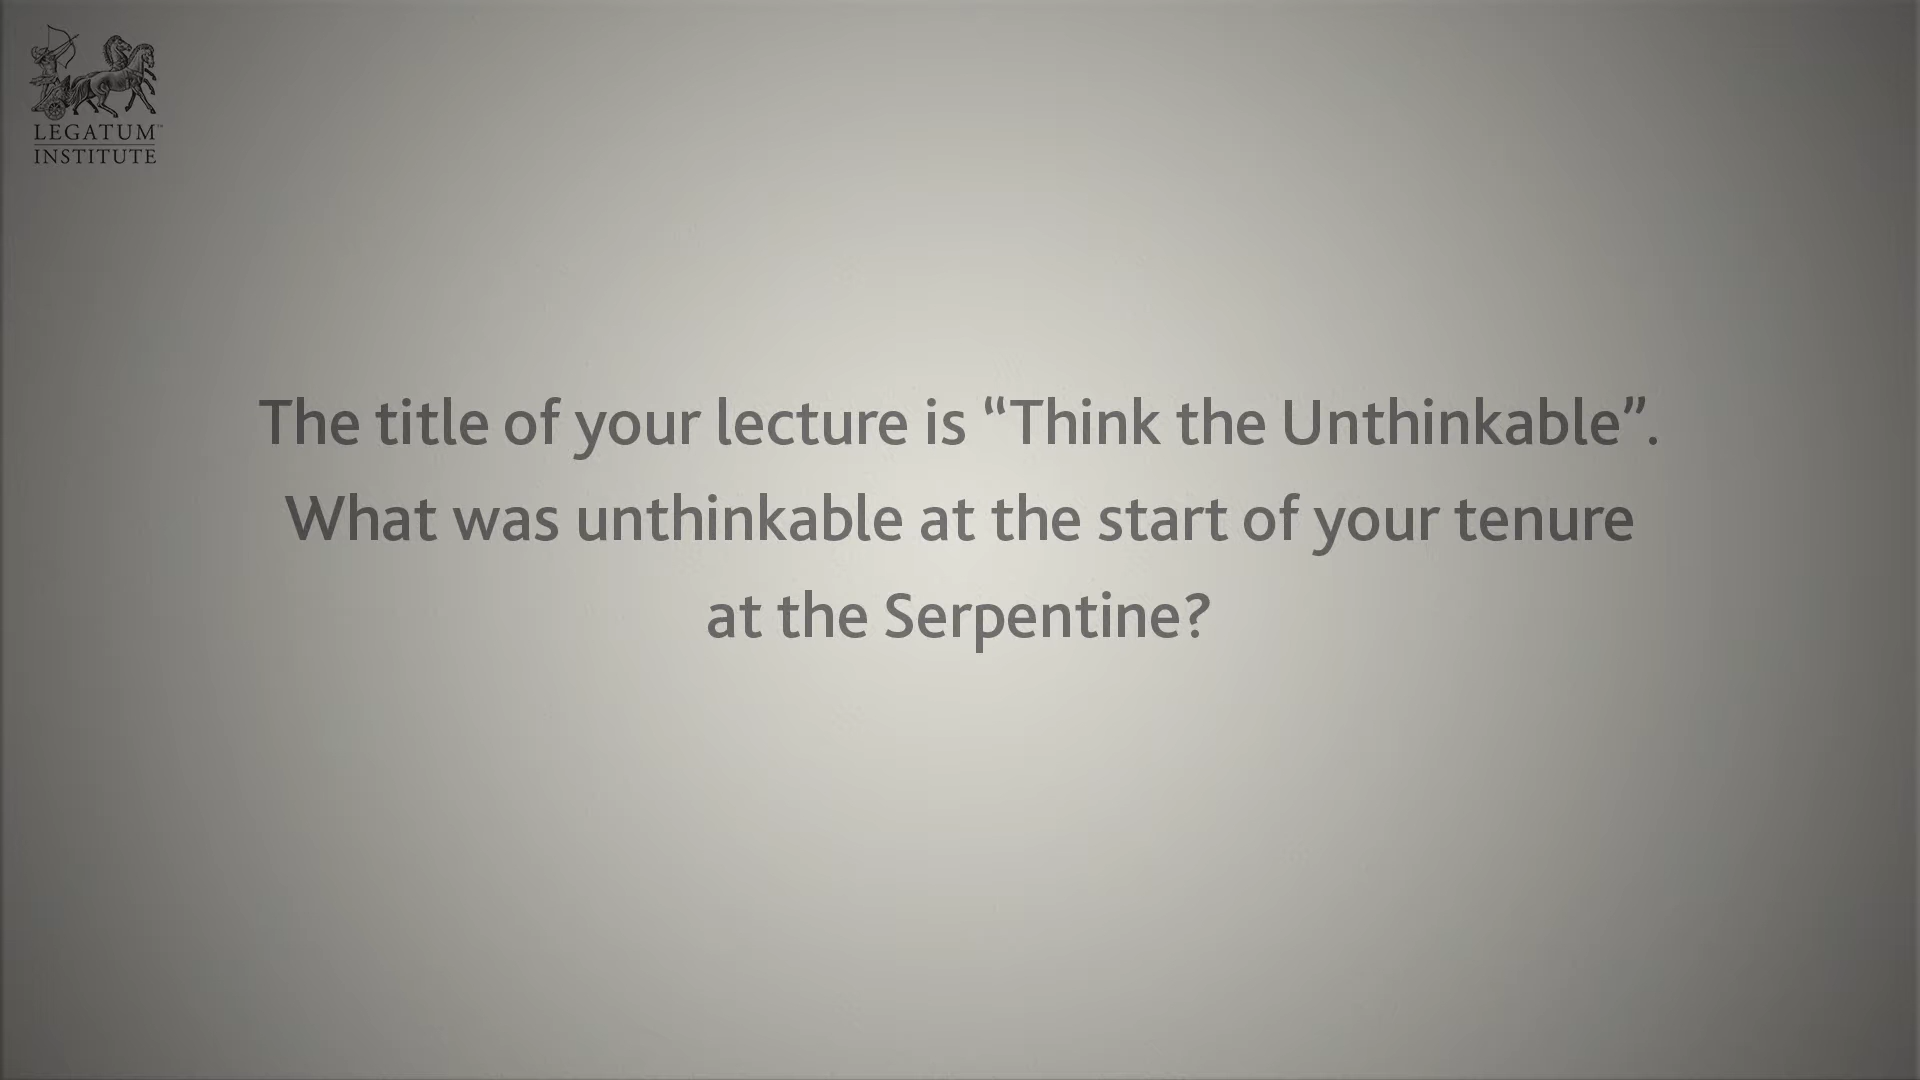 LEGATUM™
INSTITUTE
The title of your lecture is “Think the Unthinkable”.
What was unthinkable at the start of your tenure
at the Serpentine?